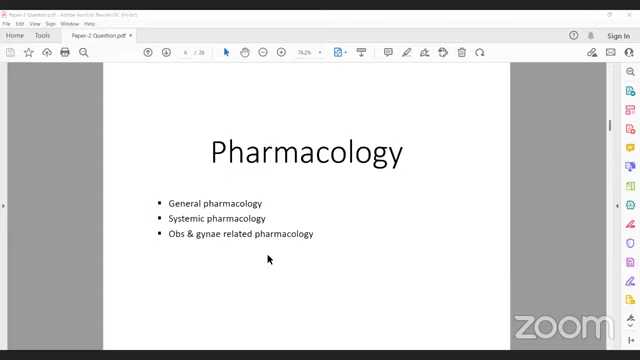 Paper-2 Question.pdf - Adobe Acrobat Reader DC (64-bit)
File Edit View Sign Window Help
Home Tools Paper-2 Question.pdf × Sign In
6 / 26 76.2%
Pharmacology
▪ General pharmacology
▪ Systemic pharmacology
▪ Obs & gynae related pharmacology
zoom